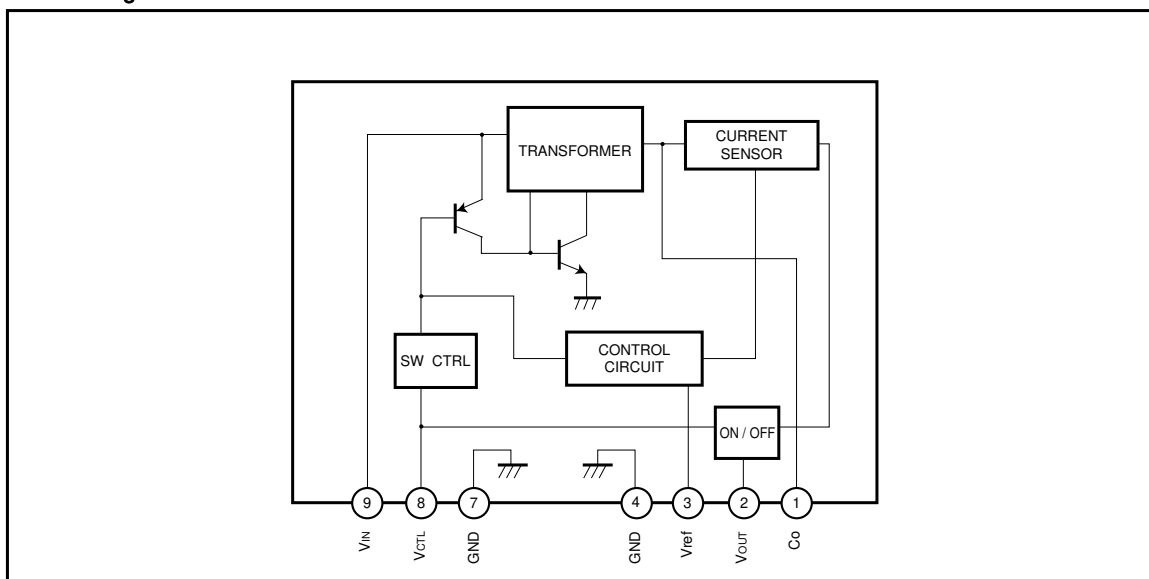 TRANSFORMER
CURRENT
SENSOR
SW CTRL
CONTROL
CIRCUIT
ON / OFF
9
8
7
4
3
2
1
VIN
VCTL
GND
GND
Vref
VOUT
Co